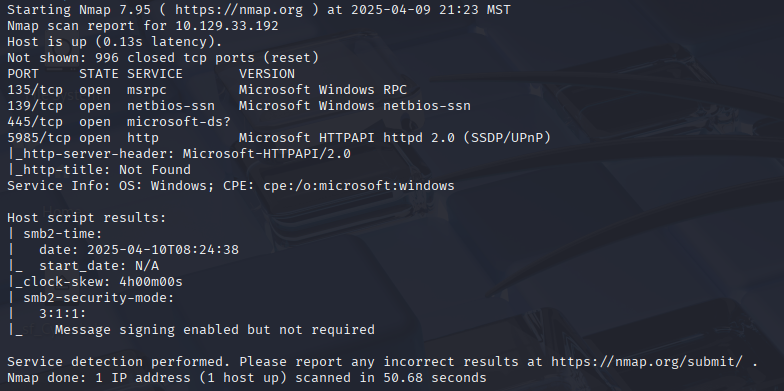 Starting Nmap 7.95 ( https://nmap.org ) at 2025-04-09 21:23 MST
Nmap scan report for 10.129.33.192
Host is up (0.13s latency).
Not shown: 996 closed tcp ports (reset)
PORT     STATE SERVICE       VERSION
135/tcp  open  msrpc         Microsoft Windows RPC
139/tcp  open  netbios-ssn   Microsoft Windows netbios-ssn
445/tcp  open  microsoft-ds?
5985/tcp open  http          Microsoft HTTPAPI httpd 2.0 (SSDP/UPnP)
|_http-server-header: Microsoft-HTTPAPI/2.0
|_http-title: Not Found
Service Info: OS: Windows; CPE: cpe:/o:microsoft:windows

Host script results:
| smb2-time:
|   date: 2025-04-10T08:24:38
|_  start_date: N/A
|_clock-skew: 4h00m00s
| smb2-security-mode:
|   3:1:1:
|_    Message signing enabled but not required

Service detection performed. Please report any incorrect results at https://nmap.org/submit/ .
Nmap done: 1 IP address (1 host up) scanned in 50.68 seconds